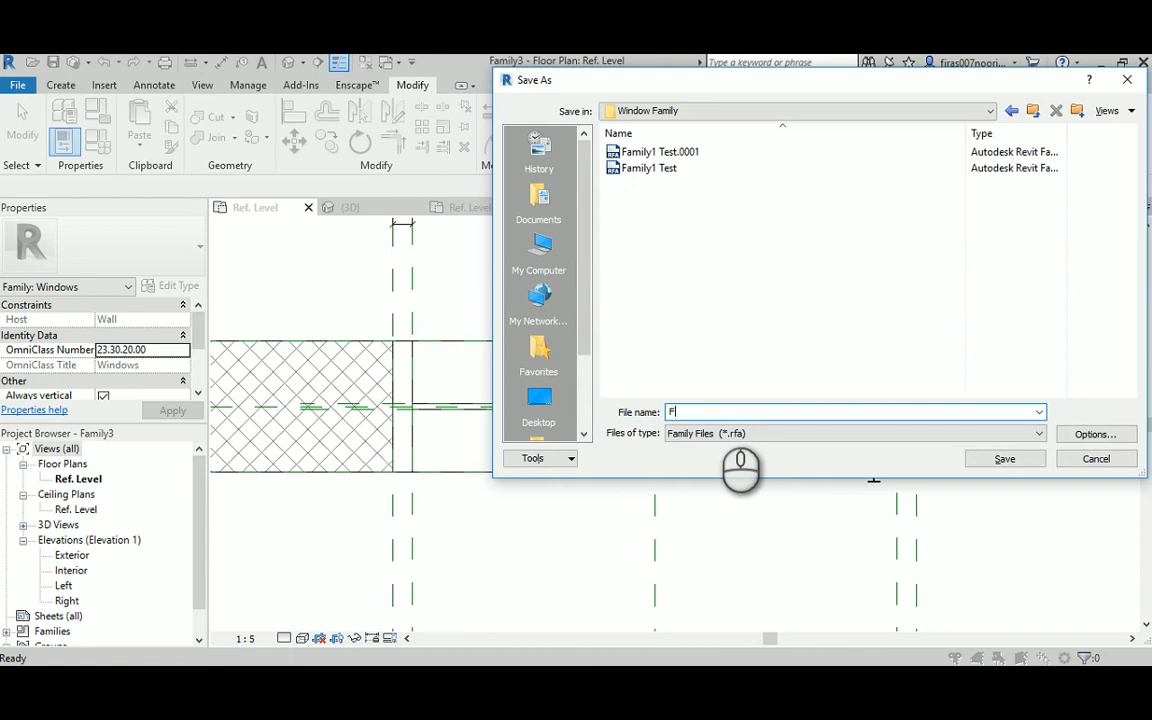 Family3 - Floor Plan: Ref. Level
Type a keyword or phrase
firas007noori...
File
Create
Insert
Annotate
View
Manage
Add-Ins
Enscape™
Modify
Modify
Paste
Cut
Join
Select
Properties
Clipboard
Geometry
Modify
Properties
Family: Windows
Edit Type
Constraints
Host
Wall
Identity Data
OmniClass Number
23.30.20.00
OmniClass Title
Windows
Other
Always vertical
Properties help
Apply
Project Browser - Family3
Views (all)
Floor Plans
Ref. Level
Ceiling Plans
Ref. Level
3D Views
Elevations (Elevation 1)
Exterior
Interior
Left
Right
Sheets (all)
Families
Ready
Ref. Level
(3D)
Ref. Level
1 : 5
:0
Save As
Save in:
Window Family
Views
Name
Type
Family1 Test.0001
Autodesk Revit Fa...
Family1 Test
Autodesk Revit Fa...
History
Documents
My Computer
My Network...
Favorites
Desktop
File name:
F
Files of type:
Family Files (*.rfa)
Options...
Tools
Save
Cancel